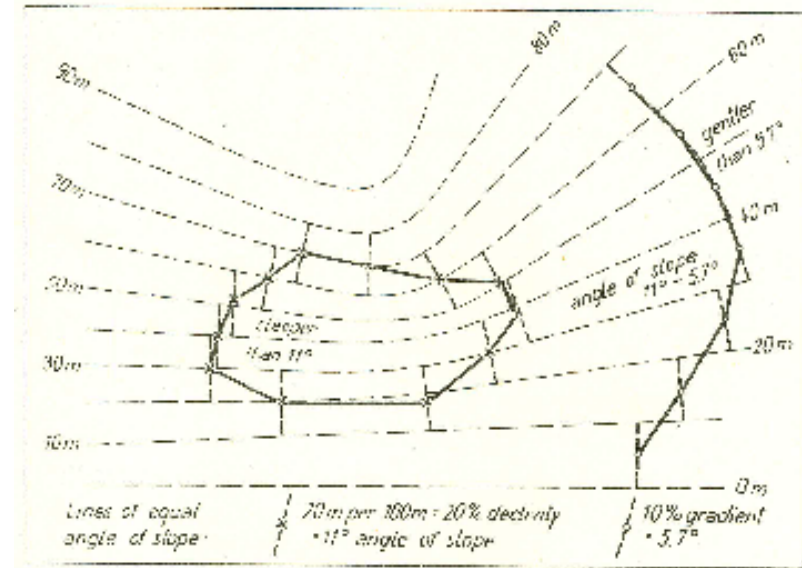 90m
80m
60m
gentler
than 5.7°
70m
40m
angle of slope
11° - 5.7°
50m
steeper
than 11°
30m
20m
10m
0m
Lines of equal
angle of slope
20m per 100m = 20% declivity
= 11° angle of slope
10% gradient
= 5.7°